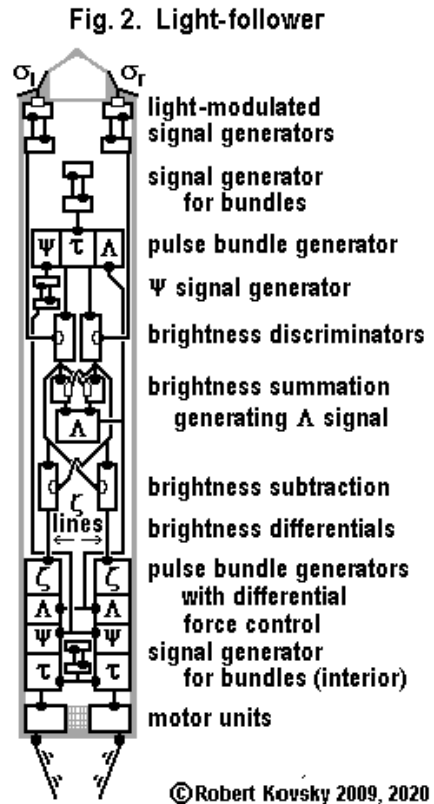 Fig. 2. Light-follower
σl σr
light-modulated
signal generators
signal generator
for bundles
Ψ τ Λ
pulse bundle generator
Ψ signal generator
brightness discriminators
brightness summation
generating Λ signal
Λ
brightness subtraction
ζ
lines
brightness differentials
ζ ζ
pulse bundle generators
Λ Λ
with differential
force control
Ψ Ψ
signal generator
for bundles (interior)
τ τ
motor units
©Robert Kovsky 2009, 2020